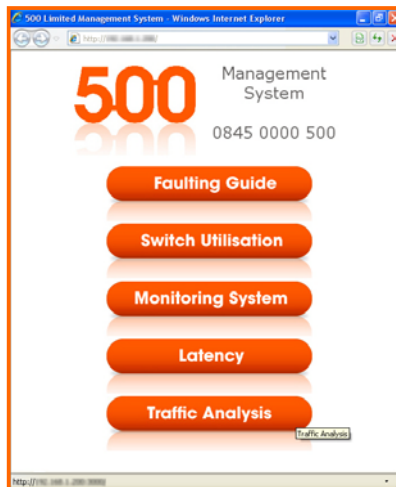 500 Limited Management System - Windows Internet Explorer
http://
500
Management
System
0845 0000 500
Faulting Guide
Switch Utilisation
Monitoring System
Latency
Traffic Analysis
Traffic Analysis
http://